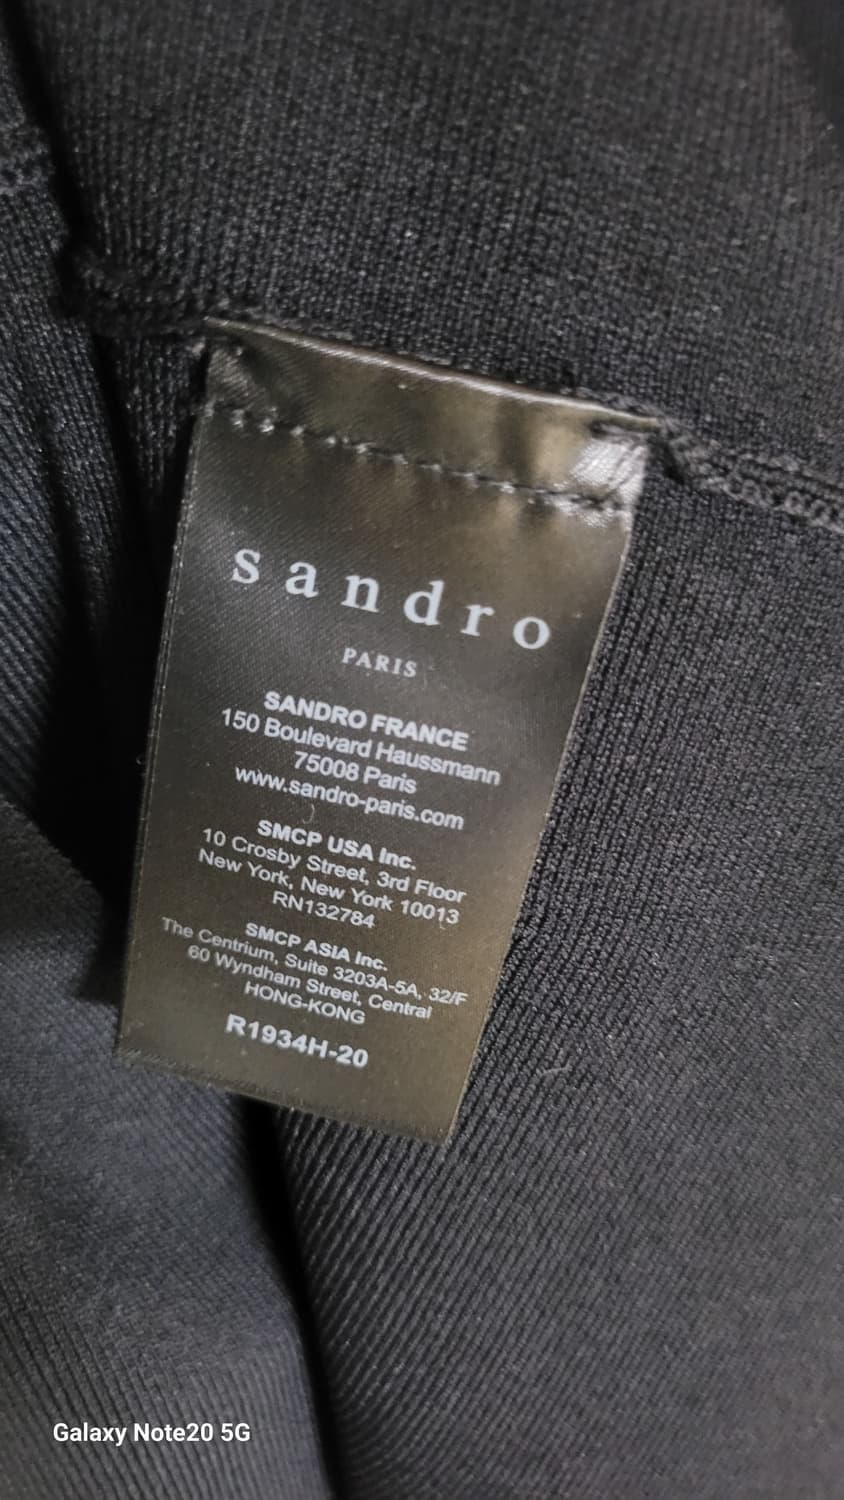 sandro
PARIS
SANDRO FRANCE
150 Boulevard Haussmann
75008 Paris
www.sandro-paris.com
SMCP USA Inc.
10 Crosby Street, 3rd Floor
New York, New York 10013
RN132784
SMCP ASIA Inc.
The Centrium, Suite 3203A-5A, 32/F
60 Wyndham Street, Central
HONG-KONG
R1934H-20
Galaxy Note20 5G